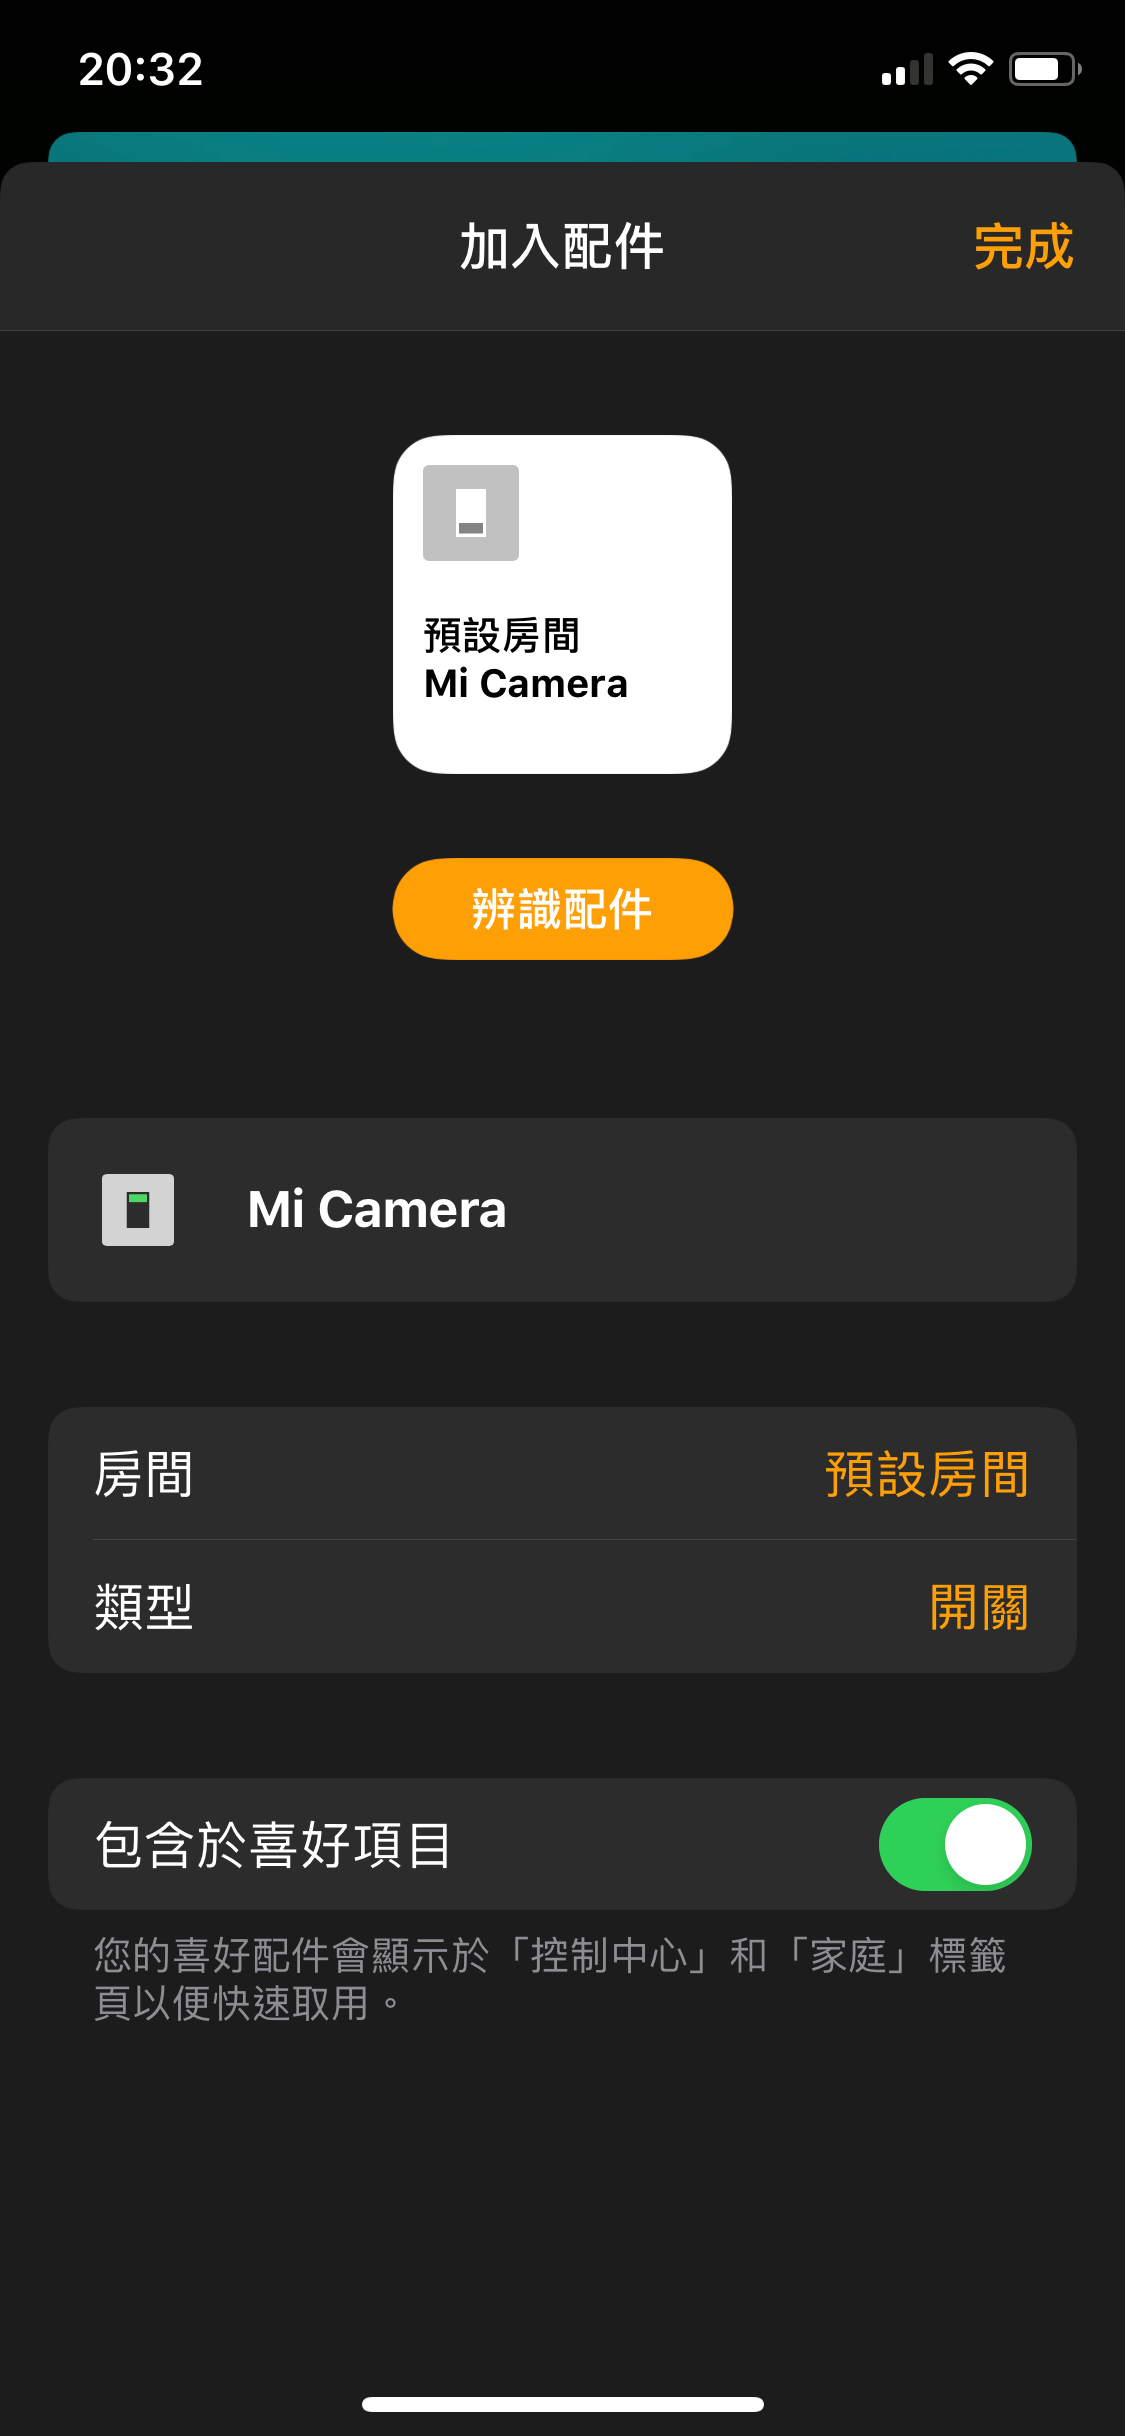 20:32
加入配件
完成
預設房間
Mi Camera
辨識配件
Mi Camera
房間
預設房間
類型
開關
包含於喜好項目
您的喜好配件會顯示於「控制中心」和「家庭」標籤
頁以便快速取用。